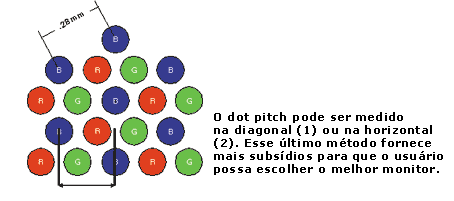 .28mm
B
B R G B
R G B R G
B R G B
R G B R G
O dot pitch pode ser medido
na diagonal (1) ou na horizontal
(2). Esse último método fornece
mais subsídios para que o usuário
possa escolher o melhor monitor.